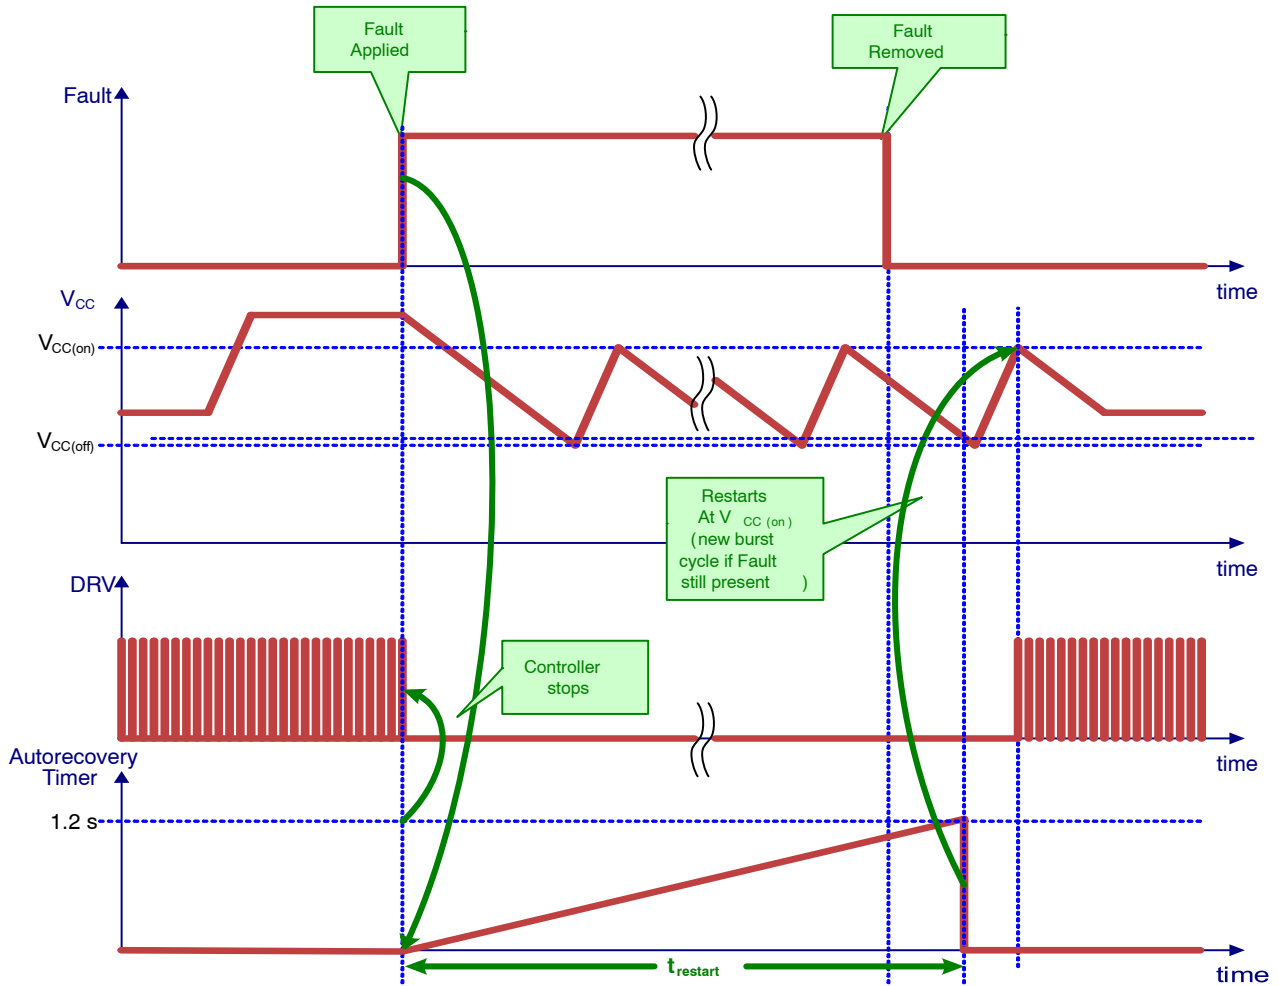 Fault
Applied
Fault
Removed
Fault
time
VCC
VCC(on)
VCC(off)
Restarts
At V CC (on)
(new burst
cycle if Fault
still present )
time
DRV
Controller
stops
time
Autorecovery
Timer
1.2 s
trestart
time